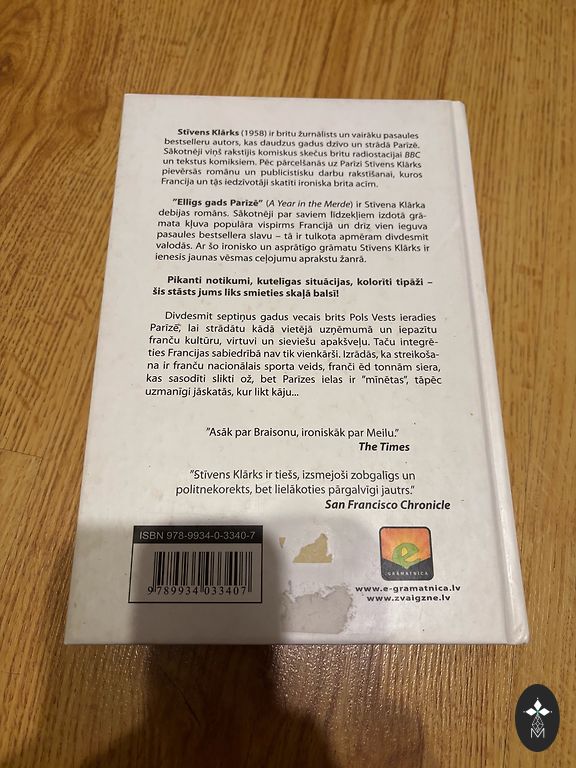 Stīvens Klārks (1958) ir britu žurnālists un vairāku pasaules
bestselleru autors, kas daudzus gadus dzīvo un strādā Parīzē.
Sākotnēji viņš rakstījis komiskus skečus britu radiostacijai BBC
un tekstus komiksiem. Pēc pārcelšanās uz Parīzi Stīvens Klārks
pievērsās romānu un publicistisku darbu rakstīšanai, kuros
Francija un tās iedzīvotāji skatīti ironiska brita acīm.
"Ellīgs gads Parīzē" (A Year in the Merde) ir Stīvena Klārka
debijas romāns. Sākotnēji par saviem līdzekļiem izdotā grā-
mata kļuva populāra vispirms Francijā un drīz vien ieguva
pasaules bestsellera slavu – tā ir tulkota apmēram divdesmit
valodās. Ar šo ironisko un asprātīgo grāmatu Stīvens Klārks ir
ienesis jaunas vēsmas ceļojumu aprakstu žanrā.
Pikanti notikumi, kutelīgas situācijas, kolorīti tipāži –
šis stāsts jums liks smieties skaļā balsī!
Divdesmit septiņus gadus vecais brits Pols Vests ieradies
Parīzē, lai strādātu kādā vietējā uzņēmumā un iepazītu
franču kultūru, virtuvi un sieviešu apakšveļu. Taču integrē-
ties Francijas sabiedrībā nav tik vienkārši. Izrādās, ka streikoša-
na ir franču nacionālais sporta veids, franči ēd tonnām siera,
kas sasodīti slikti ož, bet Parīzes ielas ir "mīnētas", tāpēc
uzmanīgi jāskatās, kur likt kāju...
"Asāk par Braisonu, ironiskāk par Meilu."
The Times
"Stīvens Klārks ir tiešs, izsmejoši zobgalīgs un
politnekorekts, bet lielākoties pārgalvīgi jautrs."
San Francisco Chronicle
ISBN 978-9934-0-3340-7
9 789934 033407
e
GRĀMATNICA
www.e-gramatnica.lv
www.zvaigzne.lv
M